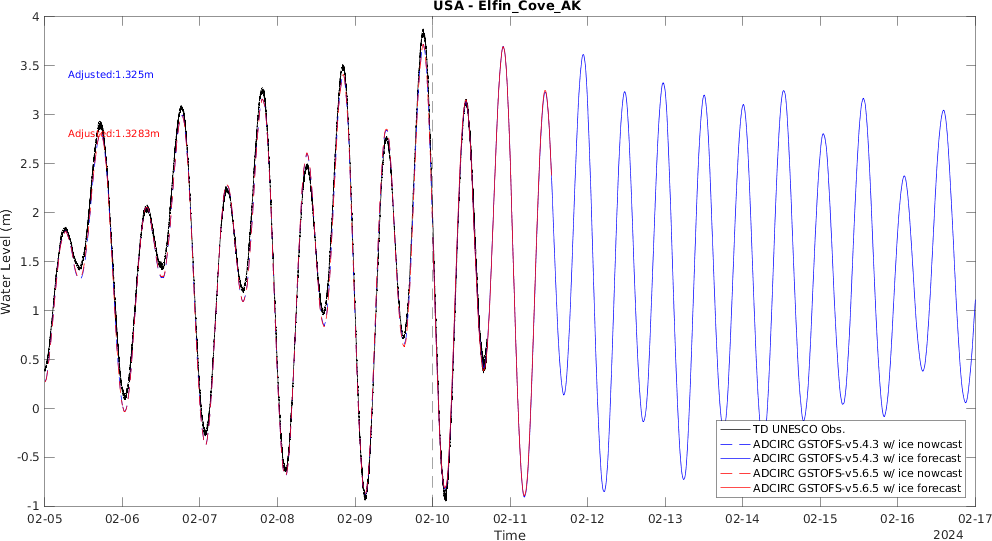 USA - Elfin_Cove_AK
Water Level (m)
4
3.5
3
2.5
2
1.5
1
0.5
0
-0.5
-1
Adjusted:1.325m
Adjusted:1.3283m
TD UNESCO Obs.
ADCIRC GSTOFS-v5.4.3 w/ ice nowcast
ADCIRC GSTOFS-v5.4.3 w/ ice forecast
ADCIRC GSTOFS-v5.6.5 w/ ice nowcast
ADCIRC GSTOFS-v5.6.5 w/ ice forecast
02-05 02-06 02-07 02-08 02-09 02-10 02-11 02-12 02-13 02-14 02-15 02-16 02-17
Time
2024